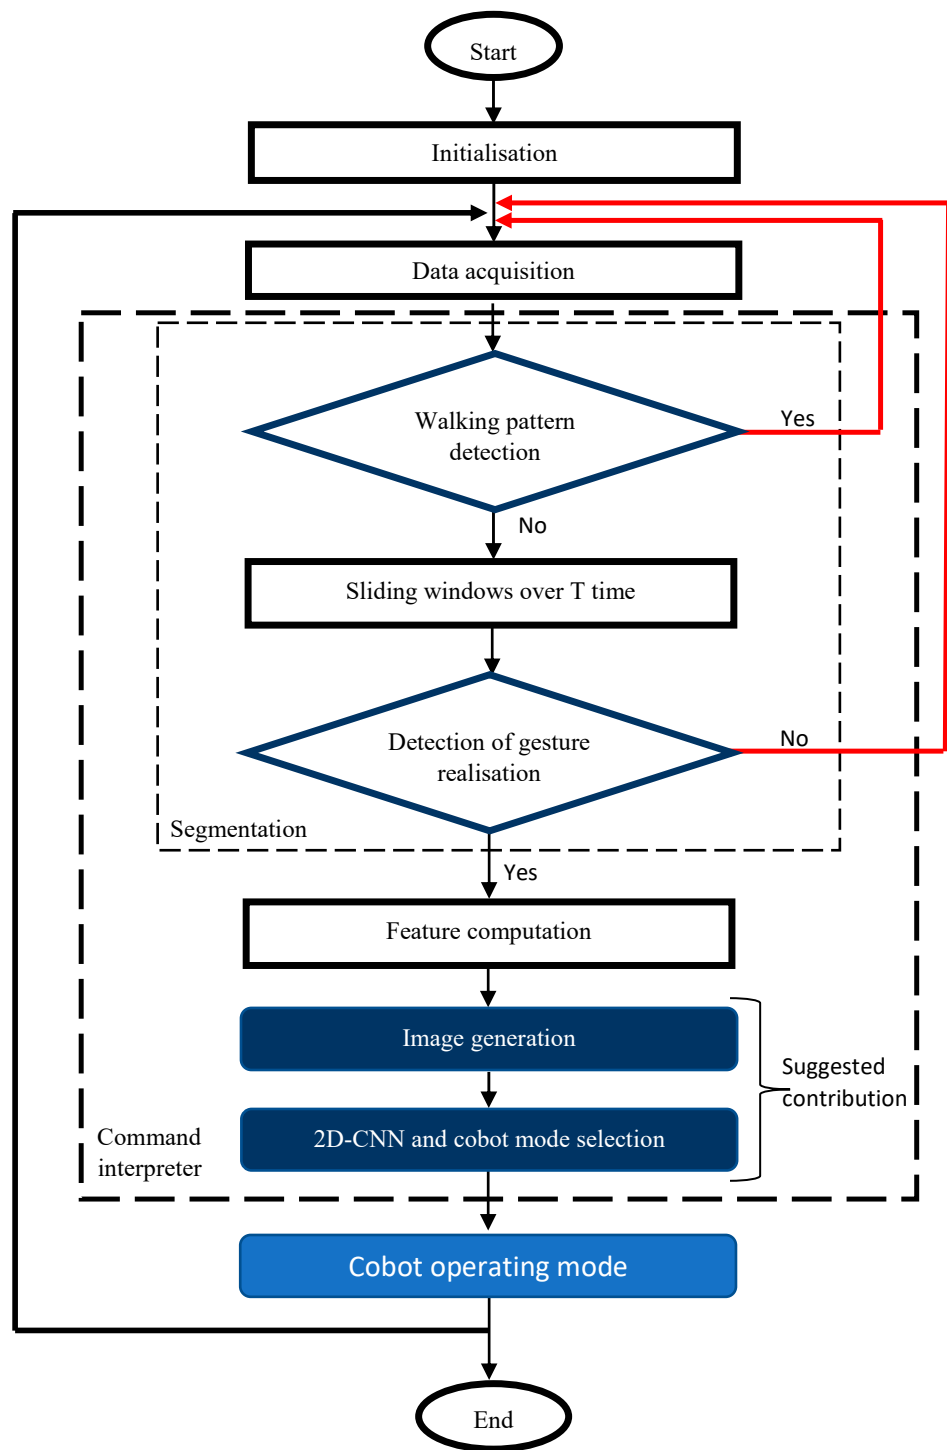 Start
Initialisation
Data acquisition
Walking pattern
detection
Yes
No
Sliding windows over T time
Detection of gesture
realisation
No
Segmentation
Yes
Feature computation
Image generation
Suggested
contribution
2D-CNN and cobot mode selection
Command
interpreter
Cobot operating mode
End